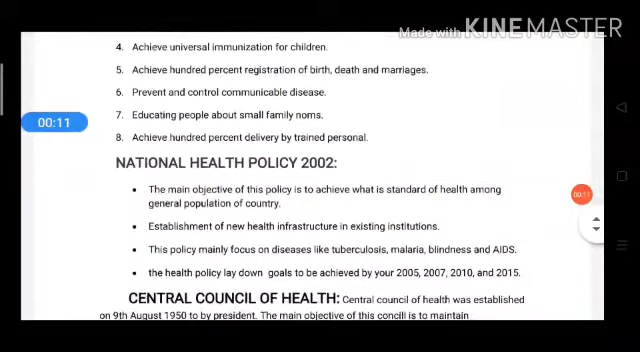 Made with KINEMASTER
4. Achieve universal immunization for children.
5. Achieve hundred percent registration of birth, death and marriages.
6. Prevent and control communicable disease.
7. Educating people about small family noms.
00:11
8. Achieve hundred percent delivery by trained personal.
NATIONAL HEALTH POLICY 2002:
• The main objective of this policy is to achieve what is standard of health among
general population of country.
00:11
• Establishment of new health infrastructure in existing institutions.
• This policy mainly focus on diseases like tuberculosis, malaria, blindness and AIDS.
• the health policy lay down goals to be achieved by your 2005, 2007, 2010, and 2015.
CENTRAL COUNCIL OF HEALTH: Central council of health was established
on 9th August 1950 to by president. The main objective of this concill is to maintain